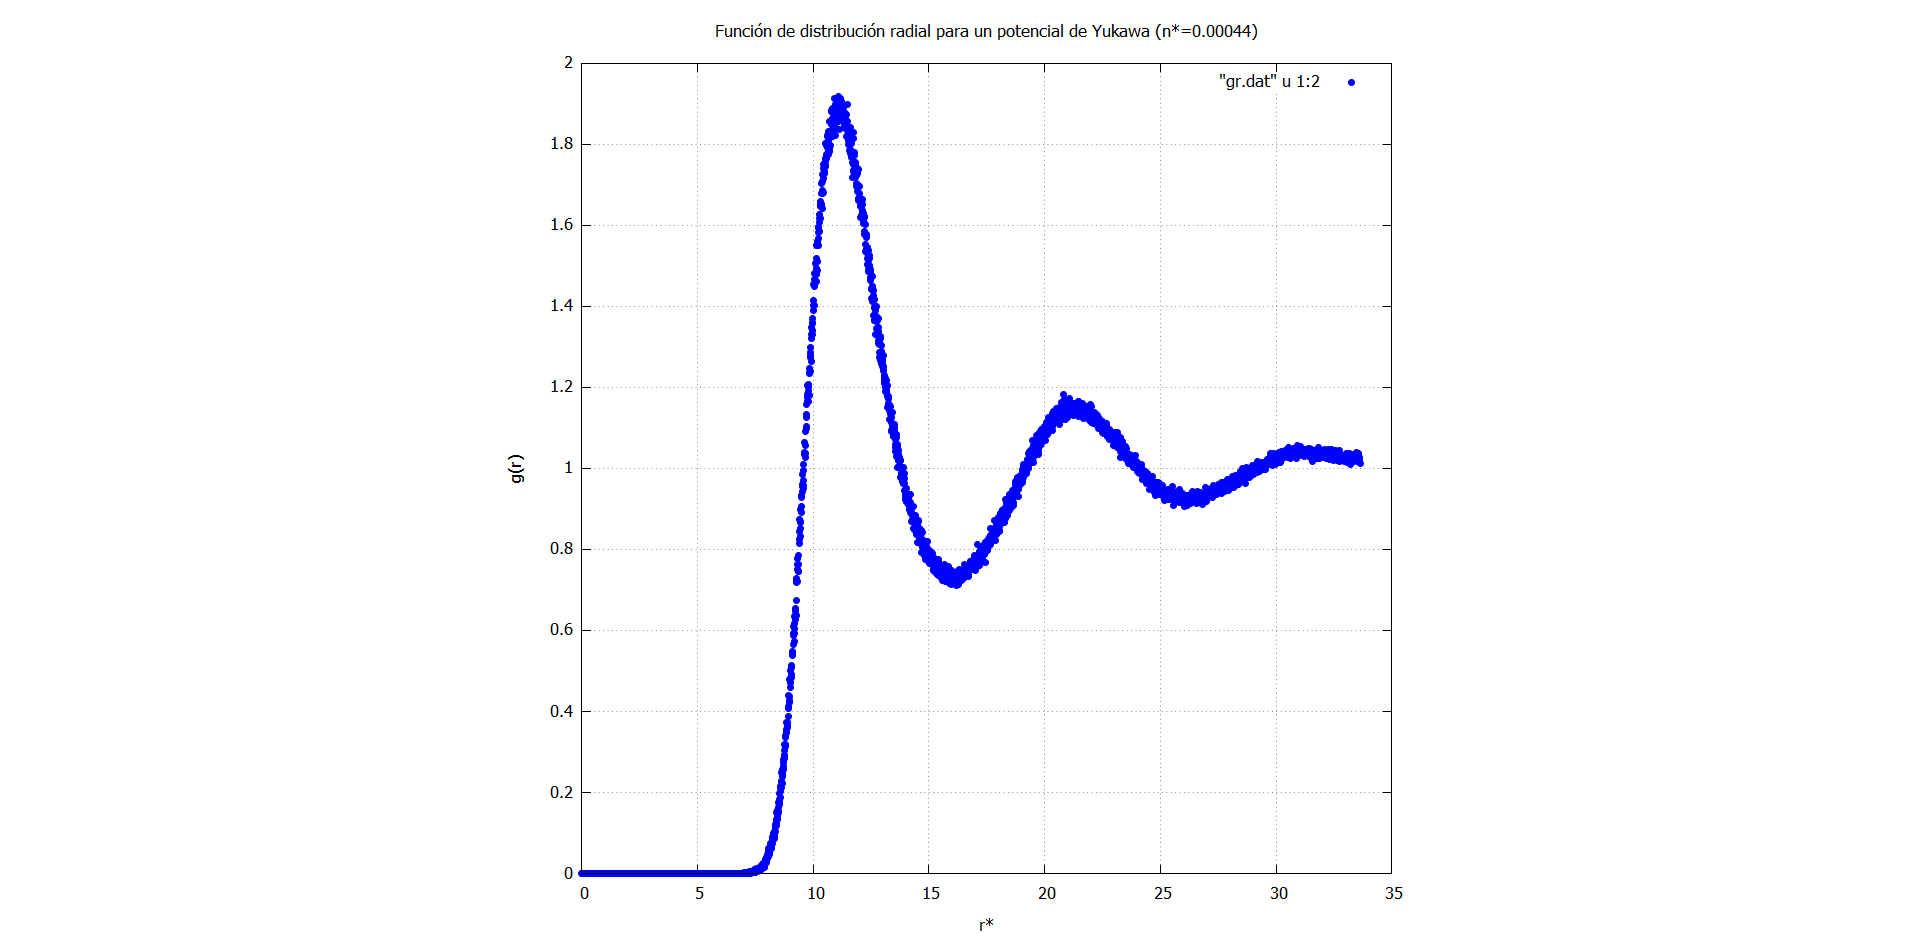 Función de distribución radial para un potencial de Yukawa (n*=0.00044)
"gr.dat" u 1:2
2
1.8
1.6
1.4
1.2
1
0.8
0.6
0.4
0.2
0
g(r)
0 5 10 15 20 25 30 35
r*